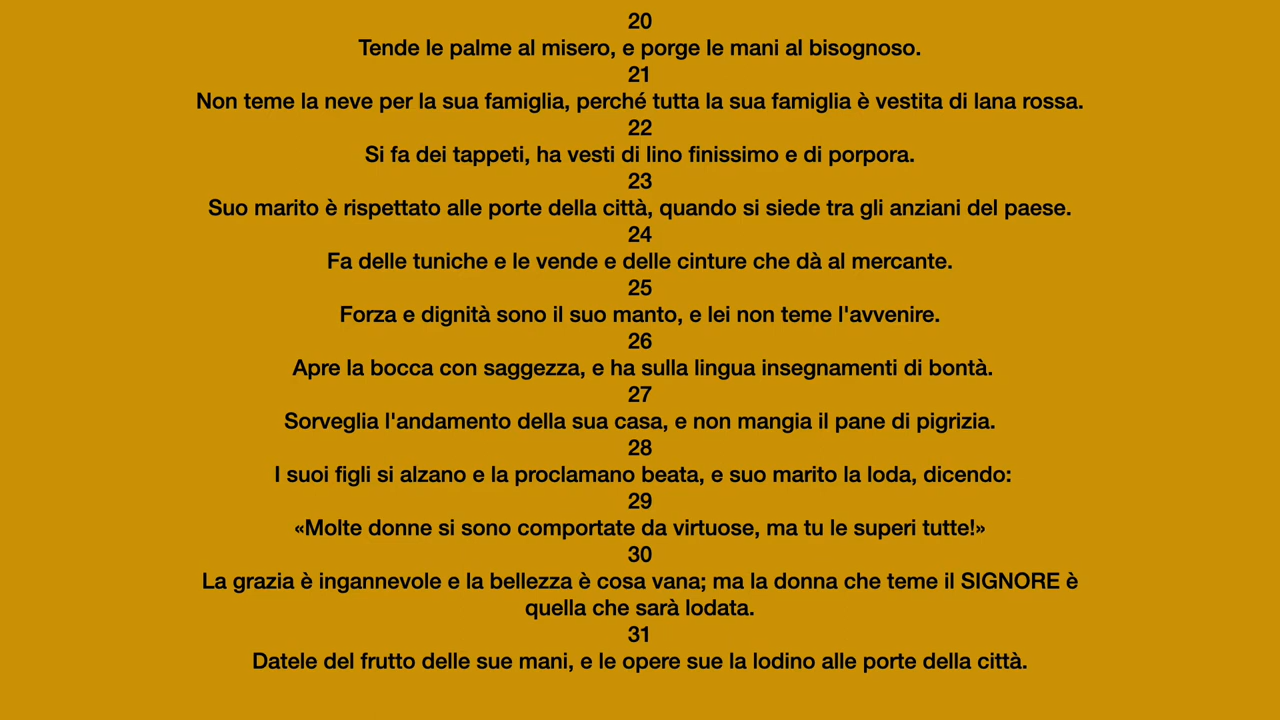 20
Tende le palme al misero, e porge le mani al bisognoso.
21
Non teme la neve per la sua famiglia, perché tutta la sua famiglia è vestita di lana rossa.
22
Si fa dei tappeti, ha vesti di lino finissimo e di porpora.
23
Suo marito è rispettato alle porte della città, quando si siede tra gli anziani del paese.
24
Fa delle tuniche e le vende e delle cinture che dà al mercante.
25
Forza e dignità sono il suo manto, e lei non teme l'avvenire.
26
Apre la bocca con saggezza, e ha sulla lingua insegnamenti di bontà.
27
Sorveglia l'andamento della sua casa, e non mangia il pane di pigrizia.
28
I suoi figli si alzano e la proclamano beata, e suo marito la loda, dicendo:
29
«Molte donne si sono comportate da virtuose, ma tu le superi tutte!»
30
La grazia è ingannevole e la bellezza è cosa vana; ma la donna che teme il SIGNORE è
quella che sarà lodata.
31
Datele del frutto delle sue mani, e le opere sue la lodino alle porte della città.